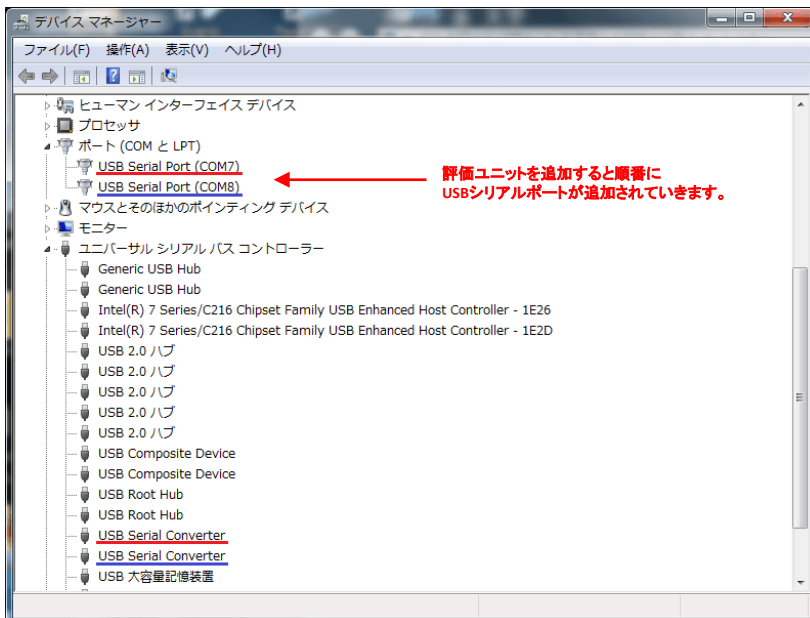 デバイス マネージャー
ファイル(F) 操作(A) 表示(V) ヘルプ(H)
ヒューマン インターフェイス デバイス
プロセッサ
ポート (COM と LPT)
USB Serial Port (COM7)
USB Serial Port (COM8)
評価ユニットを追加すると順番に
USBシリアルポートが追加されていきます。
マウスとそのほかのポインティング デバイス
モニター
ユニバーサル シリアル バス コントローラー
Generic USB Hub
Generic USB Hub
Intel(R) 7 Series/C216 Chipset Family USB Enhanced Host Controller - 1E26
Intel(R) 7 Series/C216 Chipset Family USB Enhanced Host Controller - 1E2D
USB 2.0 ハブ
USB 2.0 ハブ
USB 2.0 ハブ
USB 2.0 ハブ
USB 2.0 ハブ
USB Composite Device
USB Composite Device
USB Root Hub
USB Root Hub
USB Serial Converter
USB Serial Converter
USB 大容量記憶装置